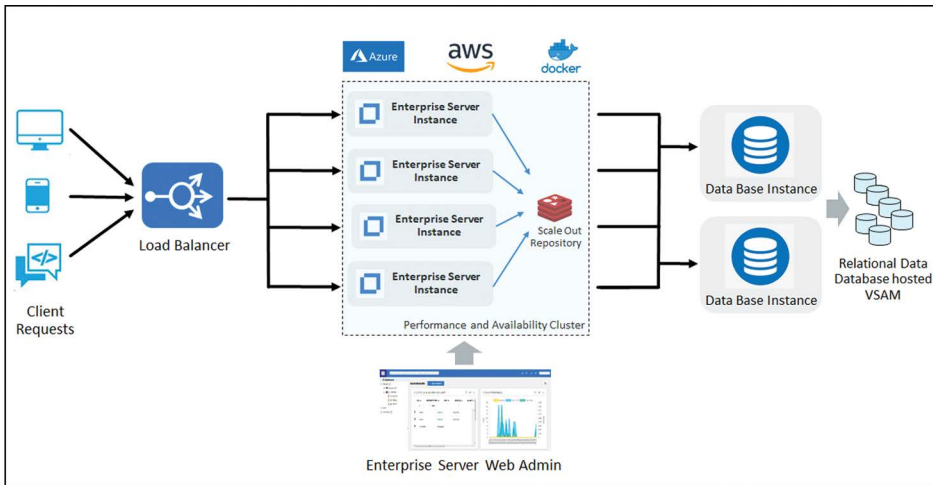 Azure
aws
docker
Enterprise Server
Instance
Enterprise Server
Instance
Enterprise Server
Instance
Enterprise Server
Instance
Scale Out
Repository
Performance and Availability Cluster
Client
Requests
Load Balancer
Data Base Instance
Data Base Instance
Relational Data
Database hosted
VSAM
Enterprise Server Web Admin